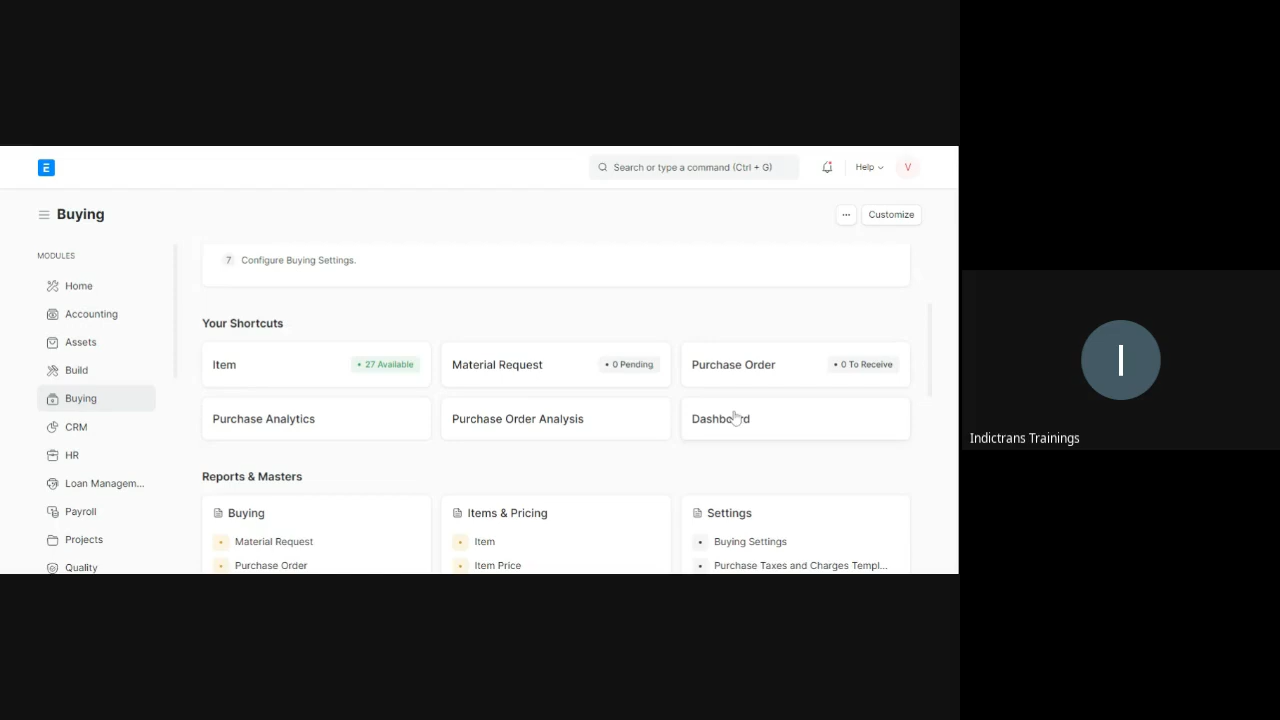 E
Search or type a command (Ctrl + G)
Help
V
Buying
...
Customize
MODULES
Home
Accounting
Assets
Build
Buying
CRM
HR
Loan Managem...
Payroll
Projects
Quality
7 Configure Buying Settings.
Your Shortcuts
Item
• 27 Available
Material Request
• 0 Pending
Purchase Order
• 0 To Receive
Purchase Analytics
Purchase Order Analysis
Dashboard
Reports & Masters
Buying
Material Request
Purchase Order
Items & Pricing
Item
Item Price
Settings
Buying Settings
Purchase Taxes and Charges Templ...
I
Indictrans Trainings